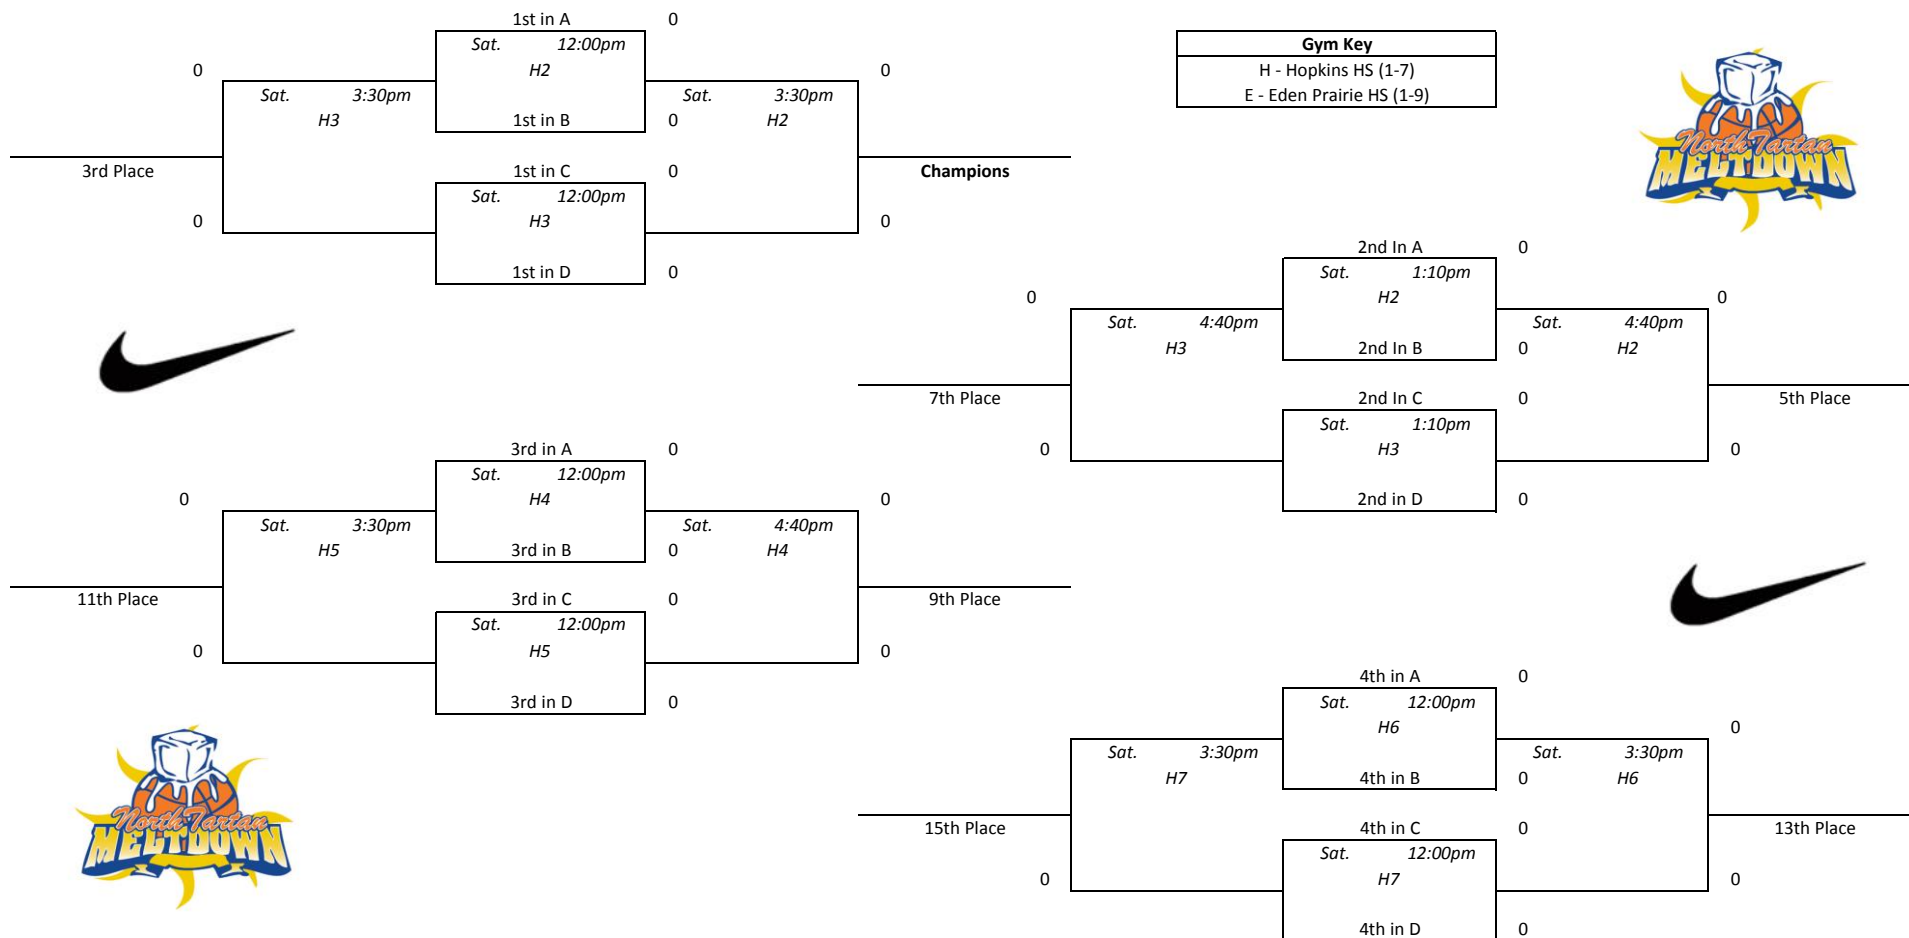 1st in A 0
Sat. 12:00pm
H2
1st in B 0
0
Sat. 3:30pm
H3
3rd Place
0
0
Sat. 3:30pm
H2
Champions
0
1st in C 0
Sat. 12:00pm
H3
1st in D 0
Gym Key
H - Hopkins HS (1-7)
E - Eden Prairie HS (1-9)
North Tartan
MELTDOWN
2nd In A 0
Sat. 1:10pm
H2
2nd In B 0
0
Sat. 4:40pm
H3
7th Place
0
0
Sat. 4:40pm
H2
5th Place
0
2nd In C 0
Sat. 1:10pm
H3
2nd in D 0
3rd in A 0
Sat. 12:00pm
H4
3rd in B 0
0
Sat. 3:30pm
H5
11th Place
0
0
Sat. 4:40pm
H4
9th Place
0
3rd in C 0
Sat. 12:00pm
H5
3rd in D 0
North Tartan
MELTDOWN
4th in A 0
Sat. 12:00pm
H6
4th in B 0
Sat. 3:30pm
H7
15th Place
0
0
Sat. 3:30pm
H6
13th Place
0
4th in C 0
Sat. 12:00pm
H7
4th in D 0